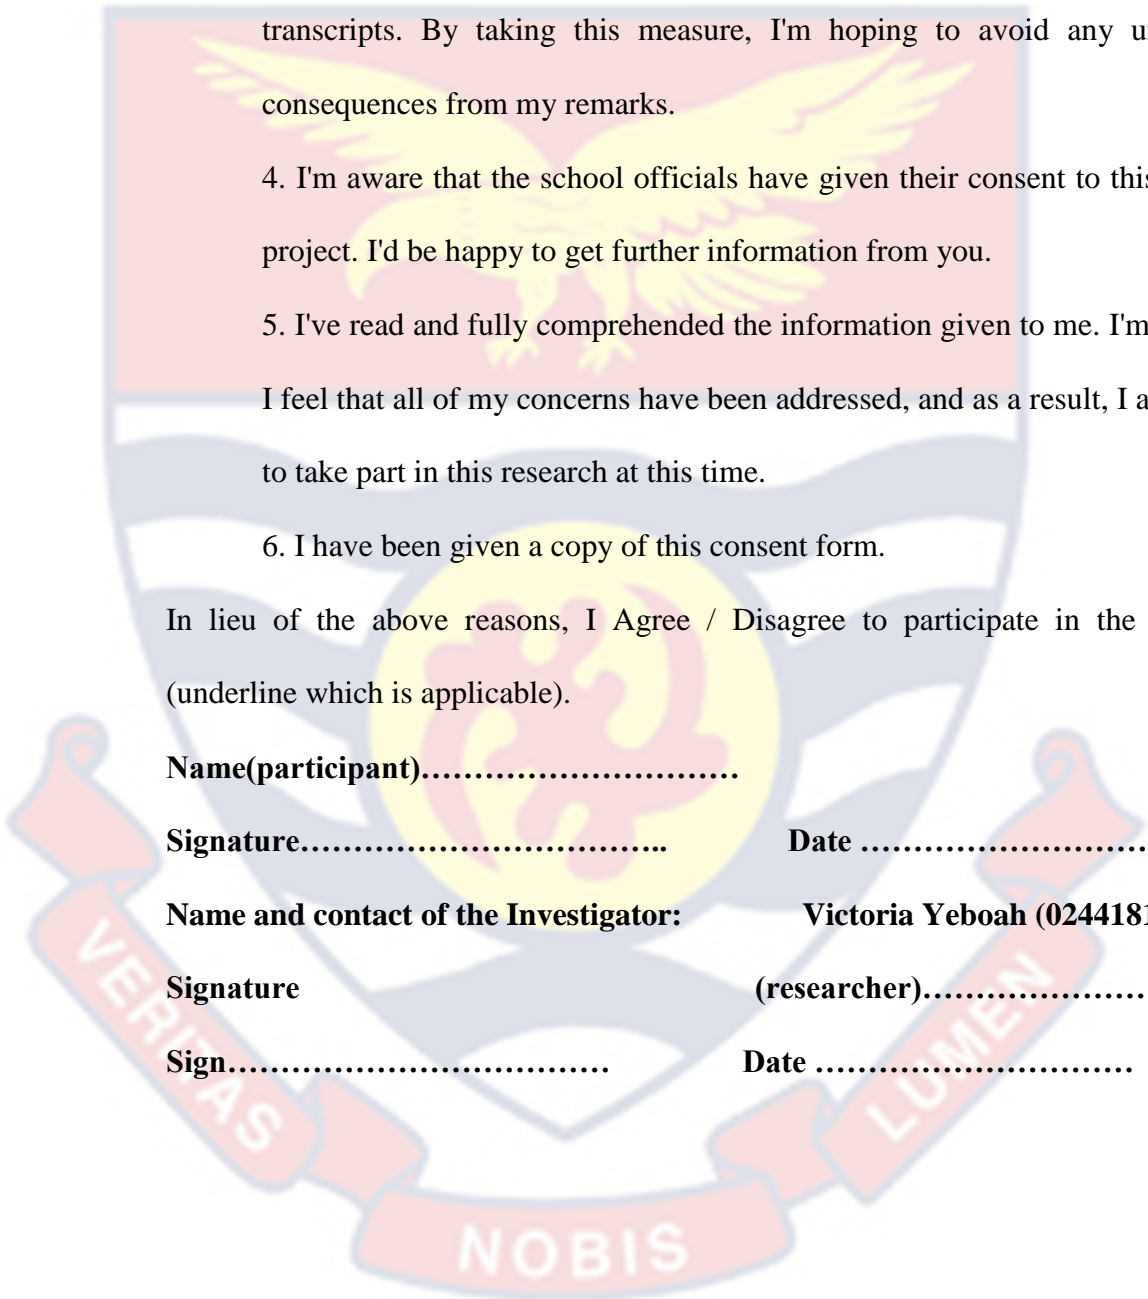 transcripts. By taking this measure, I'm hoping to avoid any
consequences from my remarks.
4. I'm aware that the school officials have given their consent to this
project. I'd be happy to get further information from you.
5. I've read and fully comprehended the information given to me. I'm
I feel that all of my concerns have been addressed, and as a result, I
to take part in this research at this time.
6. I have been given a copy of this consent form.
In lieu of the above reasons, I Agree / Disagree to participate in the
(underline which is applicable).
Name(participant)…………………………
Signature…………………………….. Date ………………………
Name and contact of the Investigator: Victoria Yeboah (0244181
Signature (researcher)…………………
Sign……………………………… Date …………………………
VERITAS
NOBIS
LUMEN